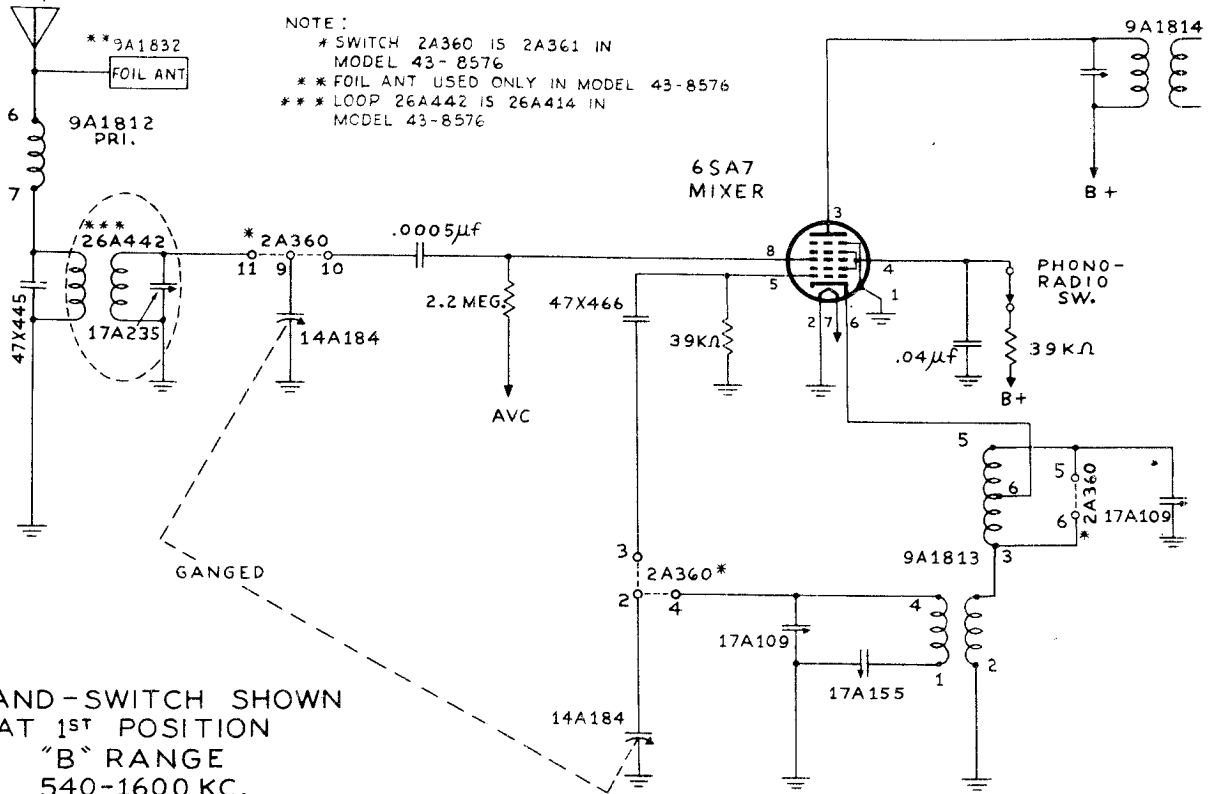 NOTE:
* SWITCH 2A360 IS 2A361 IN
MODEL 43-8576
** FOIL ANT USED ONLY IN MODEL 43-8576
*** LOOP 26A442 IS 26A414 IN
MODEL 43-8576
** 9A1832
FOIL ANT
6
9A1812
PRI.
7
***
26A442
47X445
17A235
* 2A360
11
9
10
14A184
.0005µf
2.2 MEG.
AVC
6SA7
MIXER
3
8
5
4
1
2
7
6
47X466
39KΩ
9A1814
B+
PHONO-
RADIO
SW.
.04µf
39KΩ
B+
5
6
5
6
*2A360
17A109
9A1813
3
GANGED
3
2A360*
2
4
4
17A109
1
2
17A155
14A184
AND-SWITCH SHOWN
AT 1ST POSITION
"B" RANGE
540-1600 KC.